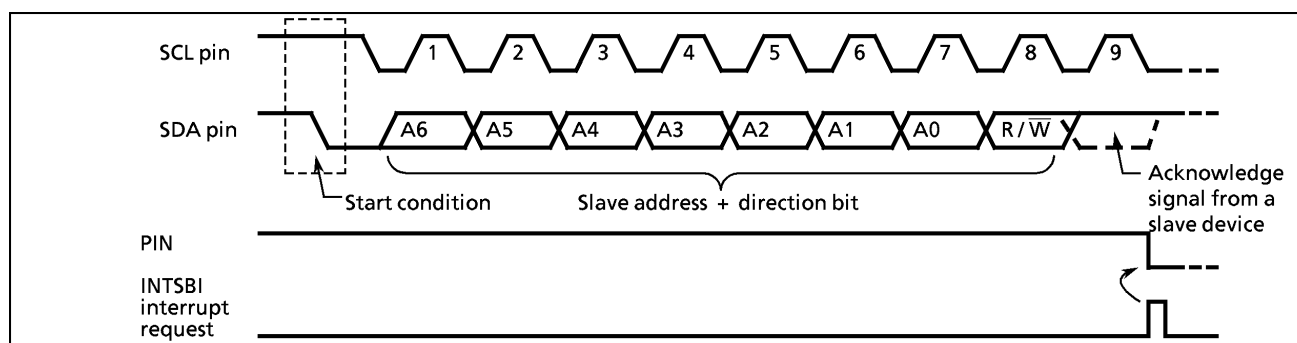 SCL pin
1 2 3 4 5 6 7 8 9
SDA pin
A6 A5 A4 A3 A2 A1 A0 R / W̅
Start condition
Slave address + direction bit
Acknowledge
signal from a
slave device
PIN
INTSBI
interrupt
request